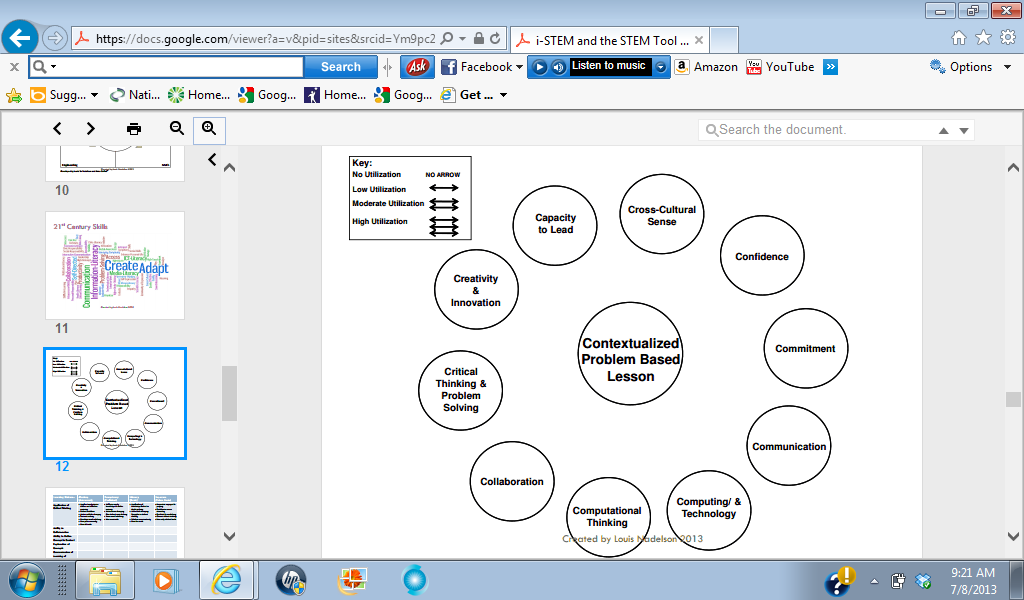 https://docs.google.com/viewer?a=v&pid=sites&srcid=Ym9pc2
i-STEM and the STEM Tool ...
Search
Ask
Facebook
Listen to music
Amazon
YouTube
Options
Sugg...
Nati...
Home...
Goog...
Home...
Goog...
Get ...
Search the document.
10
21st Century Skills
Create Adapt
11
12
Key:
No Utilization NO ARROW
Low Utilization
Moderate Utilization
High Utilization
Capacity
to Lead
Cross-Cultural
Sense
Confidence
Creativity
&
Innovation
Contextualized
Problem Based
Lesson
Commitment
Critical
Thinking &
Problem
Solving
Communication
Collaboration
Computational
Thinking
Computing/ &
Technology
Created by Louis Nadelson 2013
9:21 AM
7/8/2013